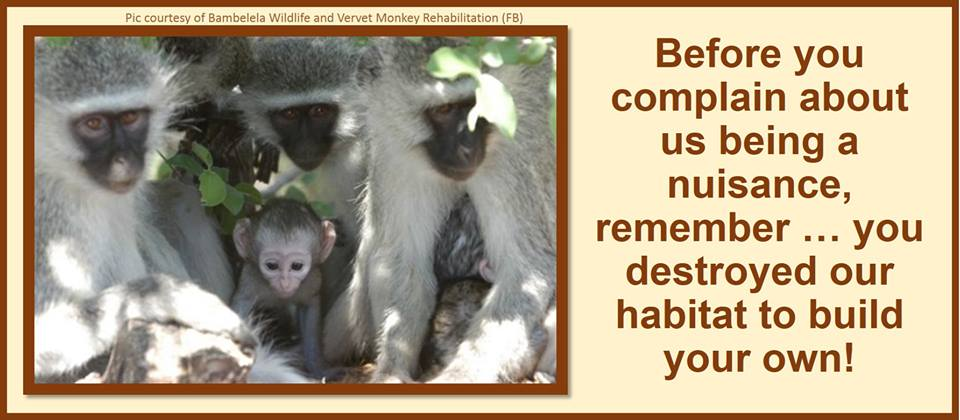 Pic courtesy of Bambelela Wildlife and Vervet Monkey Rehabilitation (FB)
Before you
complain about
us being a
nuisance,
remember … you
destroyed our
habitat to build
your own!